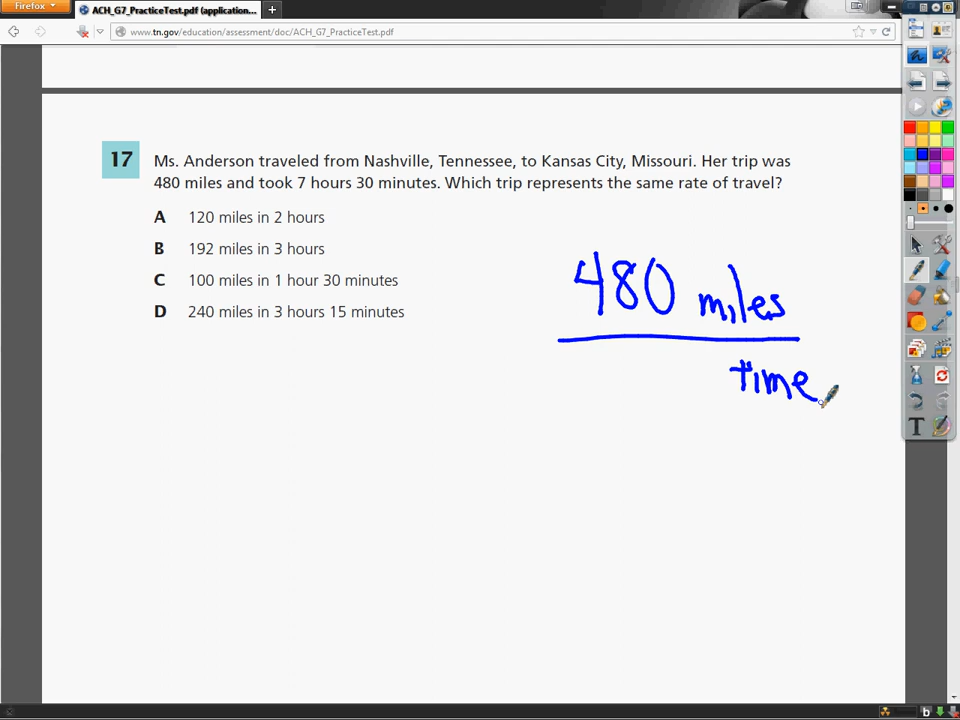 Firefox
ACH_G7_PracticeTest.pdf (application...
www.tn.gov/education/assessment/doc/ACH_G7_PracticeTest.pdf
17 Ms. Anderson traveled from Nashville, Tennessee, to Kansas City, Missouri. Her trip was
480 miles and took 7 hours 30 minutes. Which trip represents the same rate of travel?
A 120 miles in 2 hours
B 192 miles in 3 hours
C 100 miles in 1 hour 30 minutes
D 240 miles in 3 hours 15 minutes
480 miles
time
T
b